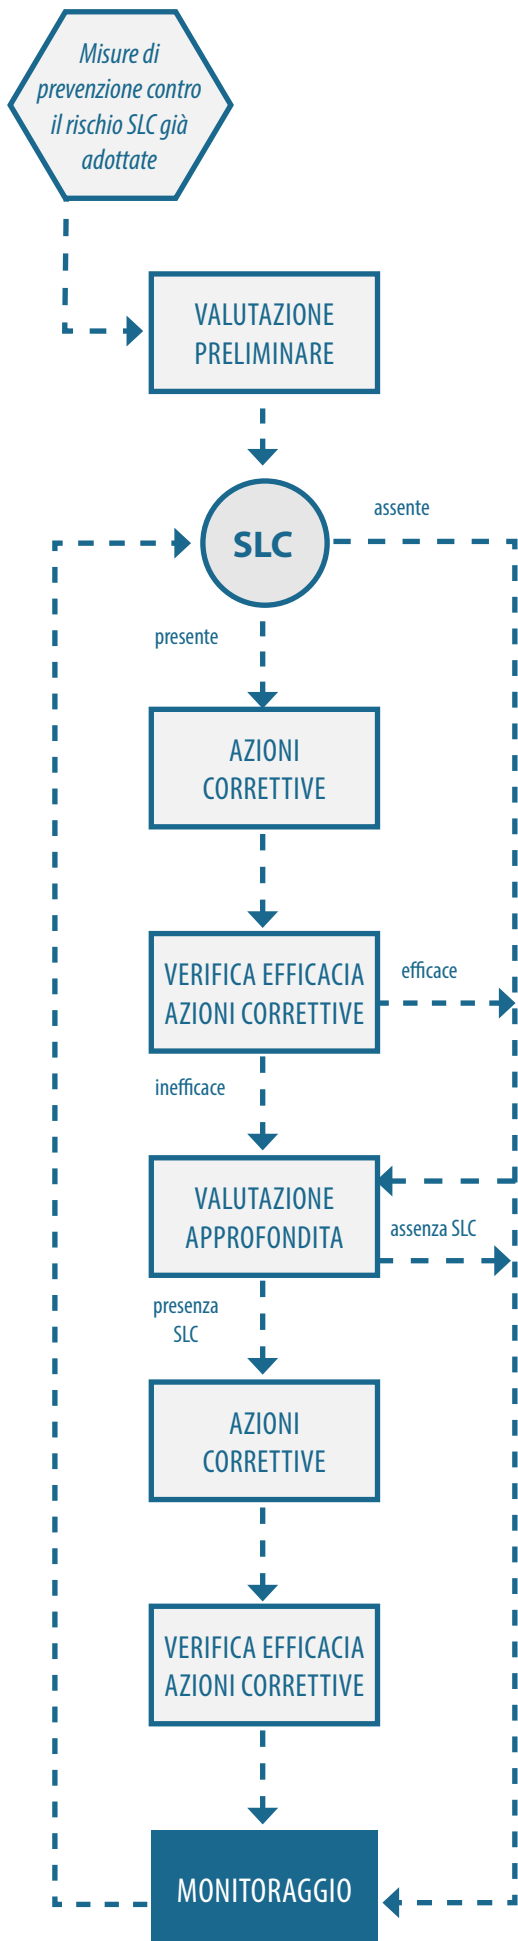 Misure di
prevenzione contro
il rischio SLC già
adottate
VALUTAZIONE
PRELIMINARE
SLC
assente
presente
AZIONI
CORRETTIVE
VERIFICA EFFICACIA
AZIONI CORRETTIVE
efficace
inefficace
VALUTAZIONE
APPROFONDITA
assenza SLC
presenza
SLC
AZIONI
CORRETTIVE
VERIFICA EFFICACIA
AZIONI CORRETTIVE
MONITORAGGIO